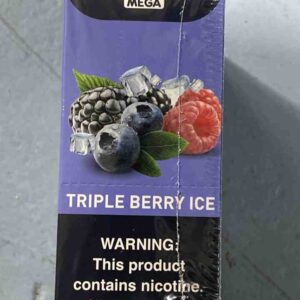 MEGA
TRIPLE BERRY ICE
WARNING:
This product
contains nicotine.